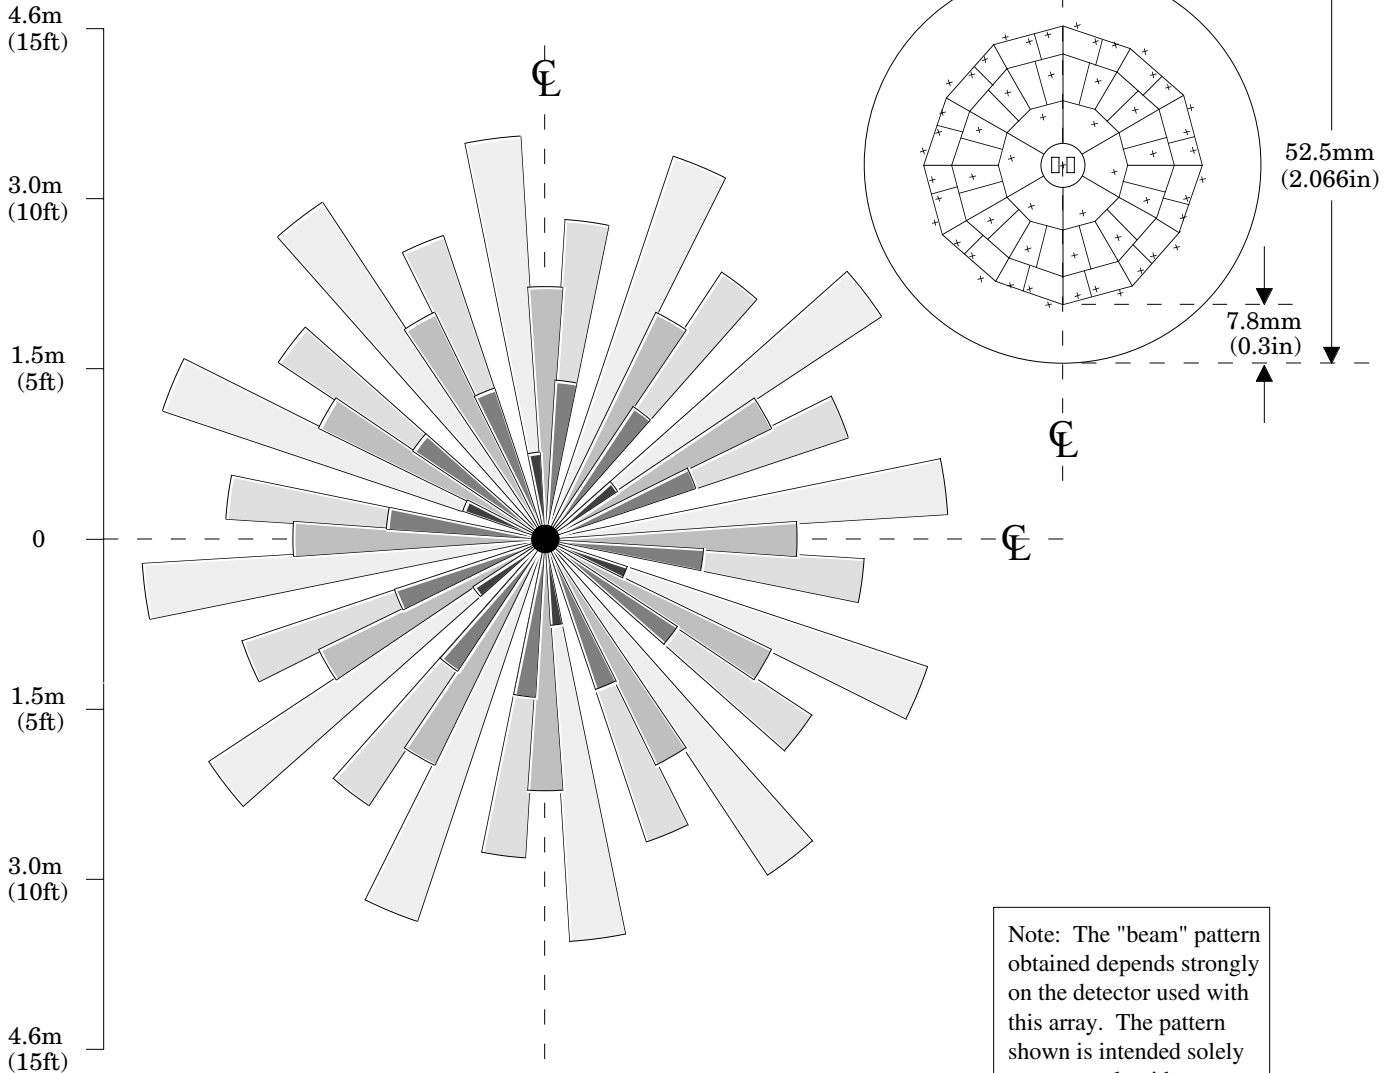 4.6m
(15ft)
3.0m
(10ft)
1.5m
(5ft)
0
1.5m
(5ft)
3.0m
(10ft)
4.6m
(15ft)
℄
℄
℄
52.5mm
(2.066in)
7.8mm
(0.3in)
Note: The "beam" pattern
obtained depends strongly
on the detector used with
this array. The pattern
shown is intended solely